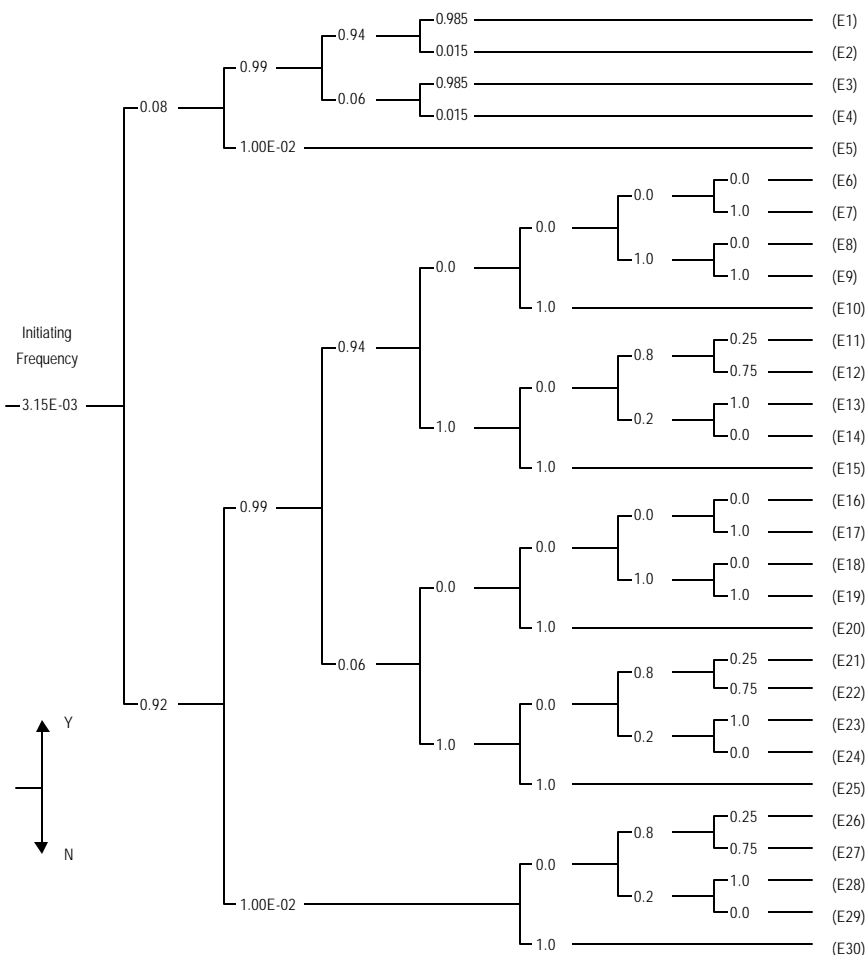 0.985 (E1)
0.94
0.015 (E2)
0.99
0.985 (E3)
0.06
0.08 0.015 (E4)
1.00E-02 (E5)
0.0 (E6)
0.0
1.0 (E7)
0.0
0.0 (E8)
1.0
0.0 1.0 (E9)
1.0 (E10)
Initiating
0.94 0.25 (E11)
0.8
Frequency
0.75 (E12)
0.0
3.15E-03 1.0 (E13)
0.2
1.0 0.0 (E14)
1.0 (E15)
0.99 0.0 (E16)
0.0
1.0 (E17)
0.0
0.0 (E18)
1.0
0.0 1.0 (E19)
1.0 (E20)
0.06 0.25 (E21)
0.8
0.75 (E22)
0.92 0.0
Y 1.0 (E23)
0.2
1.0 0.0 (E24)
1.0 (E25)
0.25 (E26)
0.8
N 0.75 (E27)
0.0
1.0 (E28)
0.2
1.00E-02 0.0 (E29)
1.0 (E30)